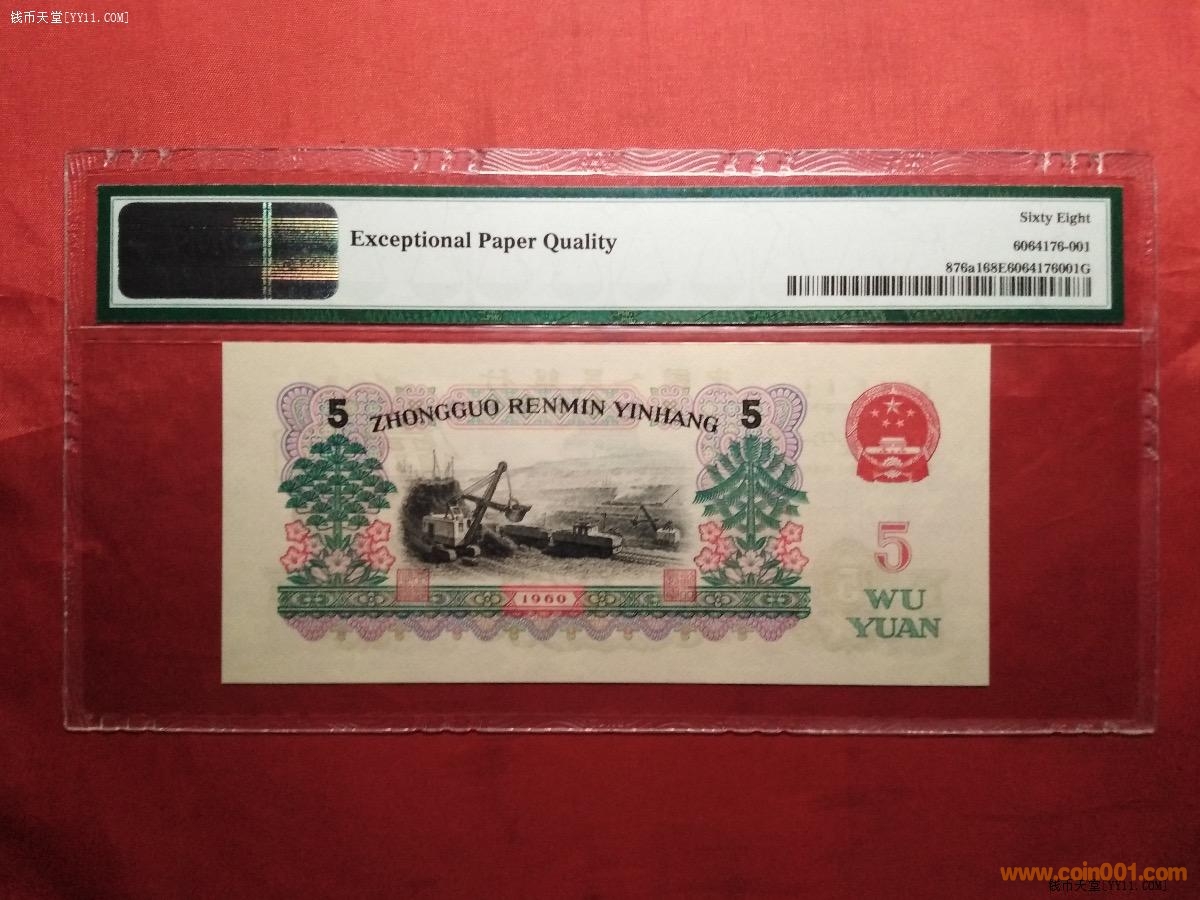 钱币天堂[YY11.COM]
Sixty Eight
Exceptional Paper Quality
6064176-001
876a168E6064176001G
5 ZHONGGUO RENMIN YINHANG 5
5
1960
WU
YUAN
www.coin001.com
钱币天堂[YY11.COM]